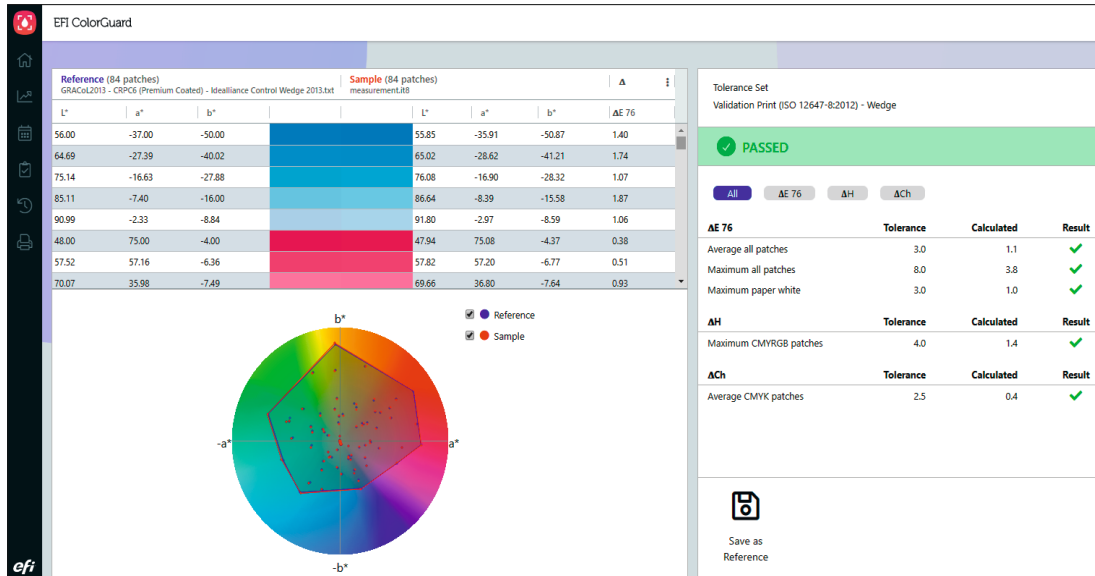 EFI ColorGuard
Reference (84 patches)
GRACoL2013 - CRPC6 (Premium Coated) - Idealliance Control Wedge 2013.txt
Sample (84 patches)
measurement.it8
Δ
L* a* b* L* a* b* ΔE 76
56.00 -37.00 -50.00 55.85 -35.91 -50.87 1.40
64.69 -27.39 -40.02 65.02 -28.62 -41.21 1.74
75.14 -16.63 -27.88 76.08 -16.90 -28.32 1.07
85.11 -7.40 -16.00 86.64 -8.39 -15.58 1.87
90.99 -2.33 -8.84 91.80 -2.97 -8.59 1.06
48.00 75.00 -4.00 47.94 75.08 -4.37 0.38
57.52 57.16 -6.36 57.82 57.20 -6.77 0.51
70.07 35.98 -7.49 69.66 36.80 -7.64 0.93
b*
Reference
Sample
-a*
a*
-b*
efi
Tolerance Set
Validation Print (ISO 12647-8:2012) - Wedge
PASSED
All ΔE 76 ΔH ΔCh
ΔE 76 Tolerance Calculated Result
Average all patches 3.0 1.1
Maximum all patches 8.0 3.8
Maximum paper white 3.0 1.0
ΔH Tolerance Calculated Result
Maximum CMYRGB patches 4.0 1.4
ΔCh Tolerance Calculated Result
Average CMYK patches 2.5 0.4
Save as
Reference